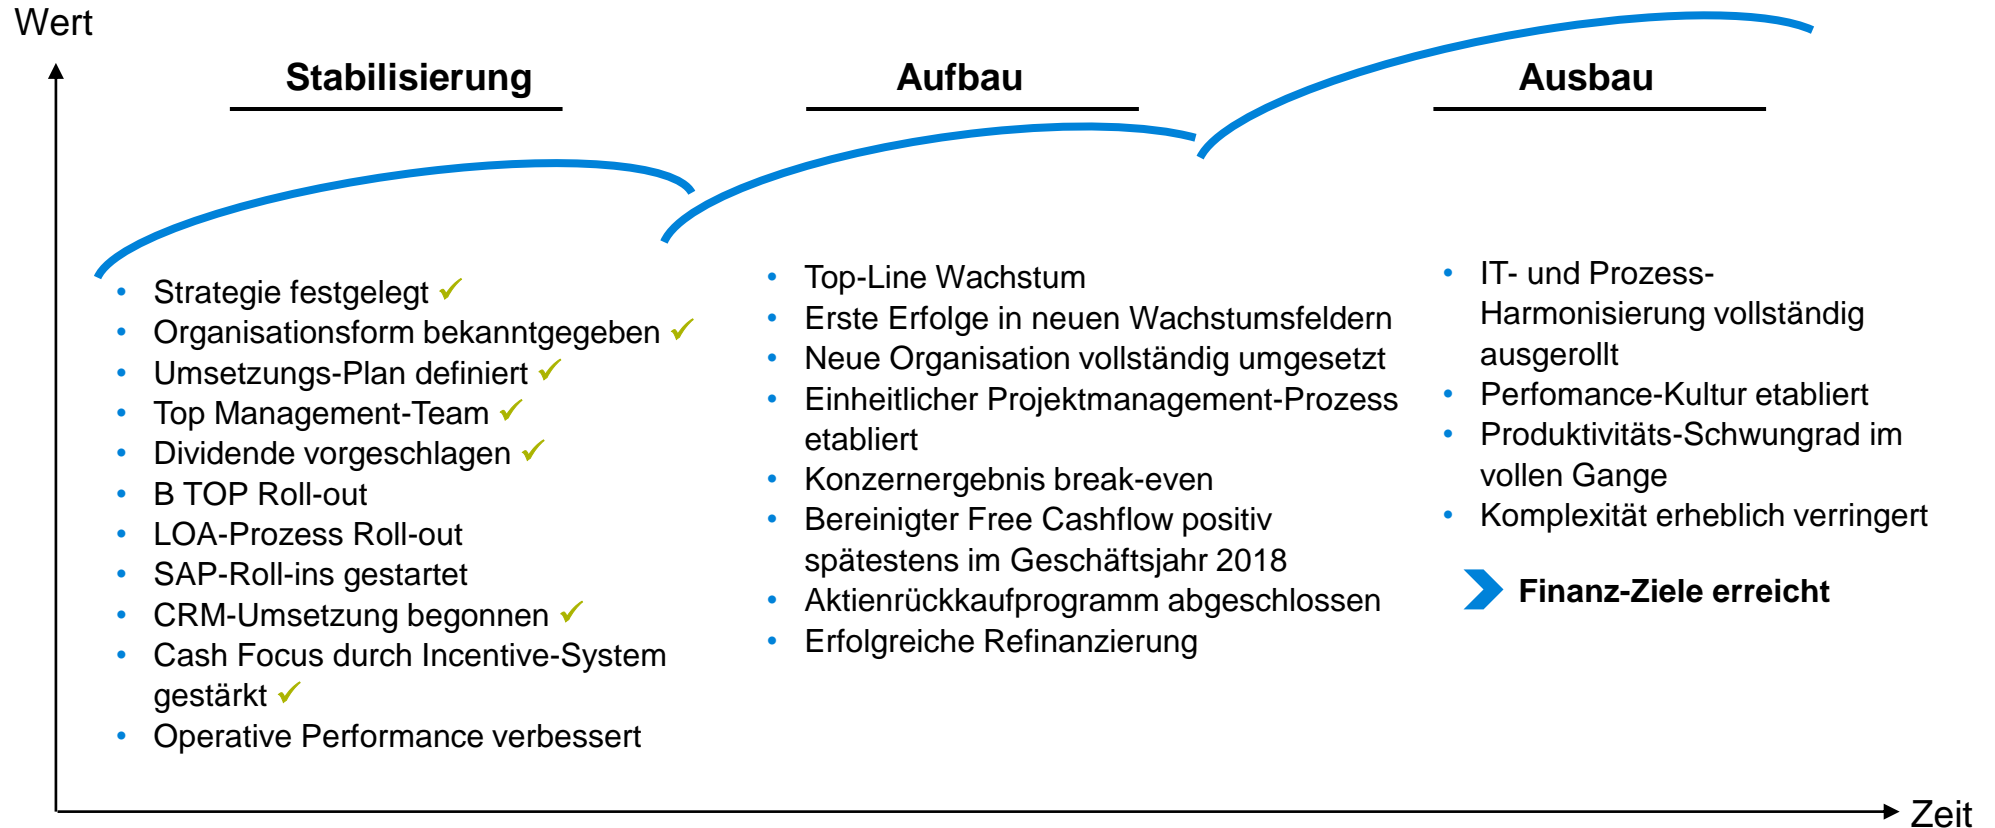 Wert
Stabilisierung
Strategie festgelegt ✓
Organisationsform bekanntgegeben ✓
Umsetzungs-Plan definiert ✓
Top Management-Team ✓
Dividende vorgeschlagen ✓
B TOP Roll-out
LOA-Prozess Roll-out
SAP-Roll-ins gestartet
CRM-Umsetzung begonnen ✓
Cash Focus durch Incentive-System
gestärkt ✓
Operative Performance verbessert
Aufbau
Top-Line Wachstum
Erste Erfolge in neuen Wachstumsfeldern
Neue Organisation vollständig umgesetzt
Einheitlicher Projektmanagement-Prozess
etabliert
Konzernergebnis break-even
Bereinigter Free Cashflow positiv
spätestens im Geschäftsjahr 2018
Aktienrückkaufprogramm abgeschlossen
Erfolgreiche Refinanzierung
Ausbau
IT- und Prozess-
Harmonisierung vollständig
ausgerollt
Perfomance-Kultur etabliert
Produktivitäts-Schwungrad im
vollen Gange
Komplexität erheblich verringert
Finanz-Ziele erreicht
Zeit